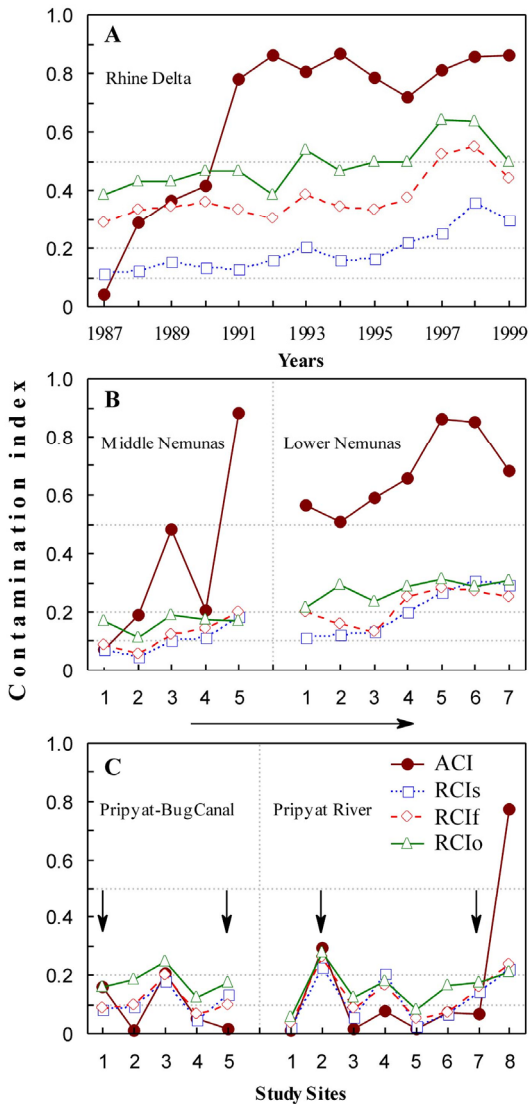 1.0
A
0.8
Rhine Delta
0.6
0.4
0.2
0
1987 1989 1991 1993 1995 1997 1999
Years
Contamination index
1.0
B
0.8
Middle Nemunas
Lower Nemunas
0.6
0.4
0.2
0
1 2 3 4 5 1 2 3 4 5 6 7
1.0
C
ACI
0.8
Pripyat-Bug Canal
Pripyat River
RCIs
RCIf
0.6
RCIo
0.4
0.2
0
1 2 3 4 5 1 2 3 4 5 6 7 8
Study Sites